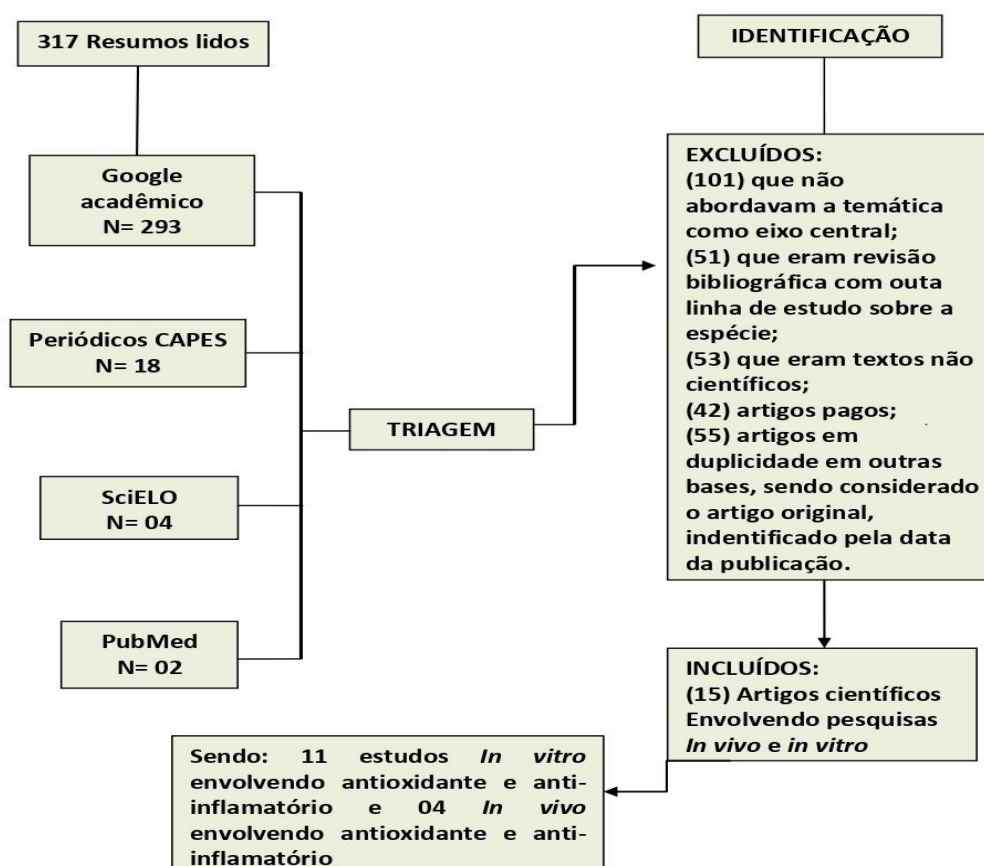 317 Resumos lidos
Google
acadêmico
N= 293
Periódicos CAPES
N= 18
SciELO
N= 04
PubMed
N= 02
TRIAGEM
IDENTIFICAÇÃO
EXCLUÍDOS:
(101) que não
abordavam a temática
como eixo central;
(51) que eram revisão
bibliográfica com outa
linha de estudo sobre a
espécie;
(53) que eram textos não
científicos;
(42) artigos pagos;
(55) artigos em
duplicidade em outras
bases, sendo considerado
o artigo original,
indentificado pela data
da publicação.
INCLUÍDOS:
(15) Artigos científicos
Envolvendo pesquisas
In vivo e in vitro
Sendo: 11 estudos In vitro
envolvendo antioxidante e anti-
inflamatório e 04 In vivo
envolvendo antioxidante e anti-
inflamatório